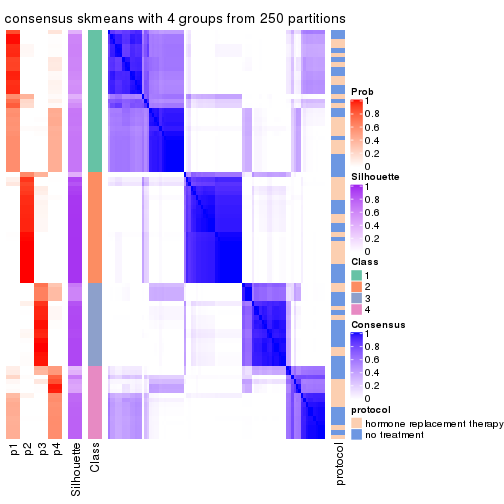 consensus skmeans with 4 groups from 250 partitions
Prob
1
0.8
0.6
0.4
0.2
0
Silhouette
1
0.8
0.6
0.4
0.2
0
Class
1
2
3
4
Consensus
1
0.8
0.6
0.4
0.2
0
protocol
hormone replacement therapy
no treatment
p1
p2
p3
p4
Silhouette
Class
protocol